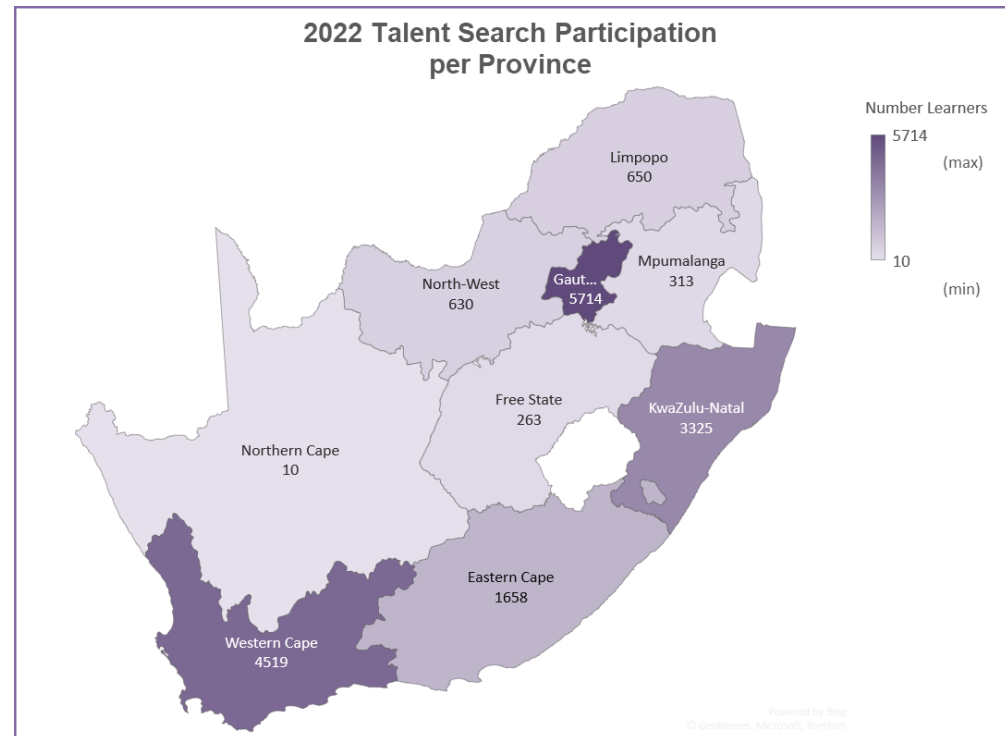 2022 Talent Search Participation
per Province
Number Learners
5714
(max)
10
(min)
Limpopo
650
Mpumalanga
313
Gaut...
5714
North-West
630
Free State
263
KwaZulu-Natal
3325
Northern Cape
10
Eastern Cape
1658
Western Cape
4519
Powered by Bing
© GeoNames, Microsoft, TomTom